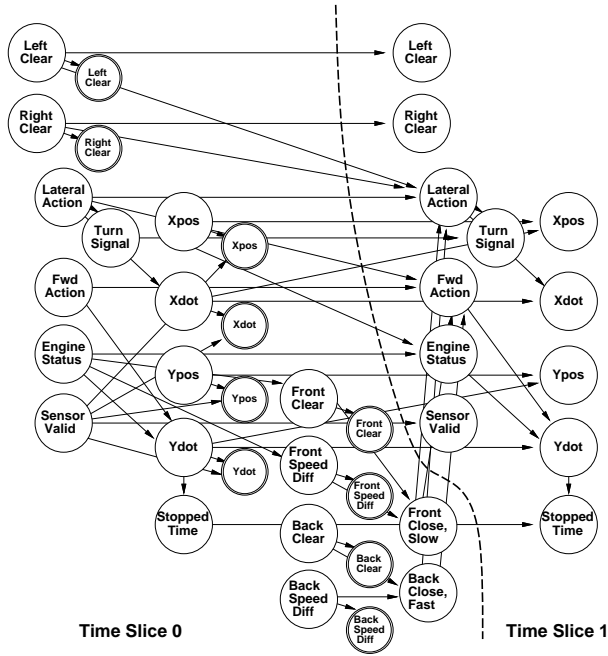 Left
Clear
Left
Clear
Left
Clear
Right
Clear
Right
Clear
Right
Clear
Lateral
Action
Turn
Signal
Xpos
Xpos
Lateral
Action
Turn
Signal
Xpos
Fwd
Action
Xdot
Xdot
Fwd
Action
Xdot
Engine
Status
Ypos
Ypos
Engine
Status
Ypos
Sensor
Valid
Ydot
Ydot
Front
Clear
Front
Clear
Sensor
Valid
Ydot
Front
Speed
Diff
Front
Speed
Diff
Stopped
Time
Back
Clear
Back
Clear
Front
Close,
Slow
Stopped
Time
Back
Speed
Diff
Back
Speed
Diff
Back
Close,
Fast
Time Slice 0
Time Slice 1